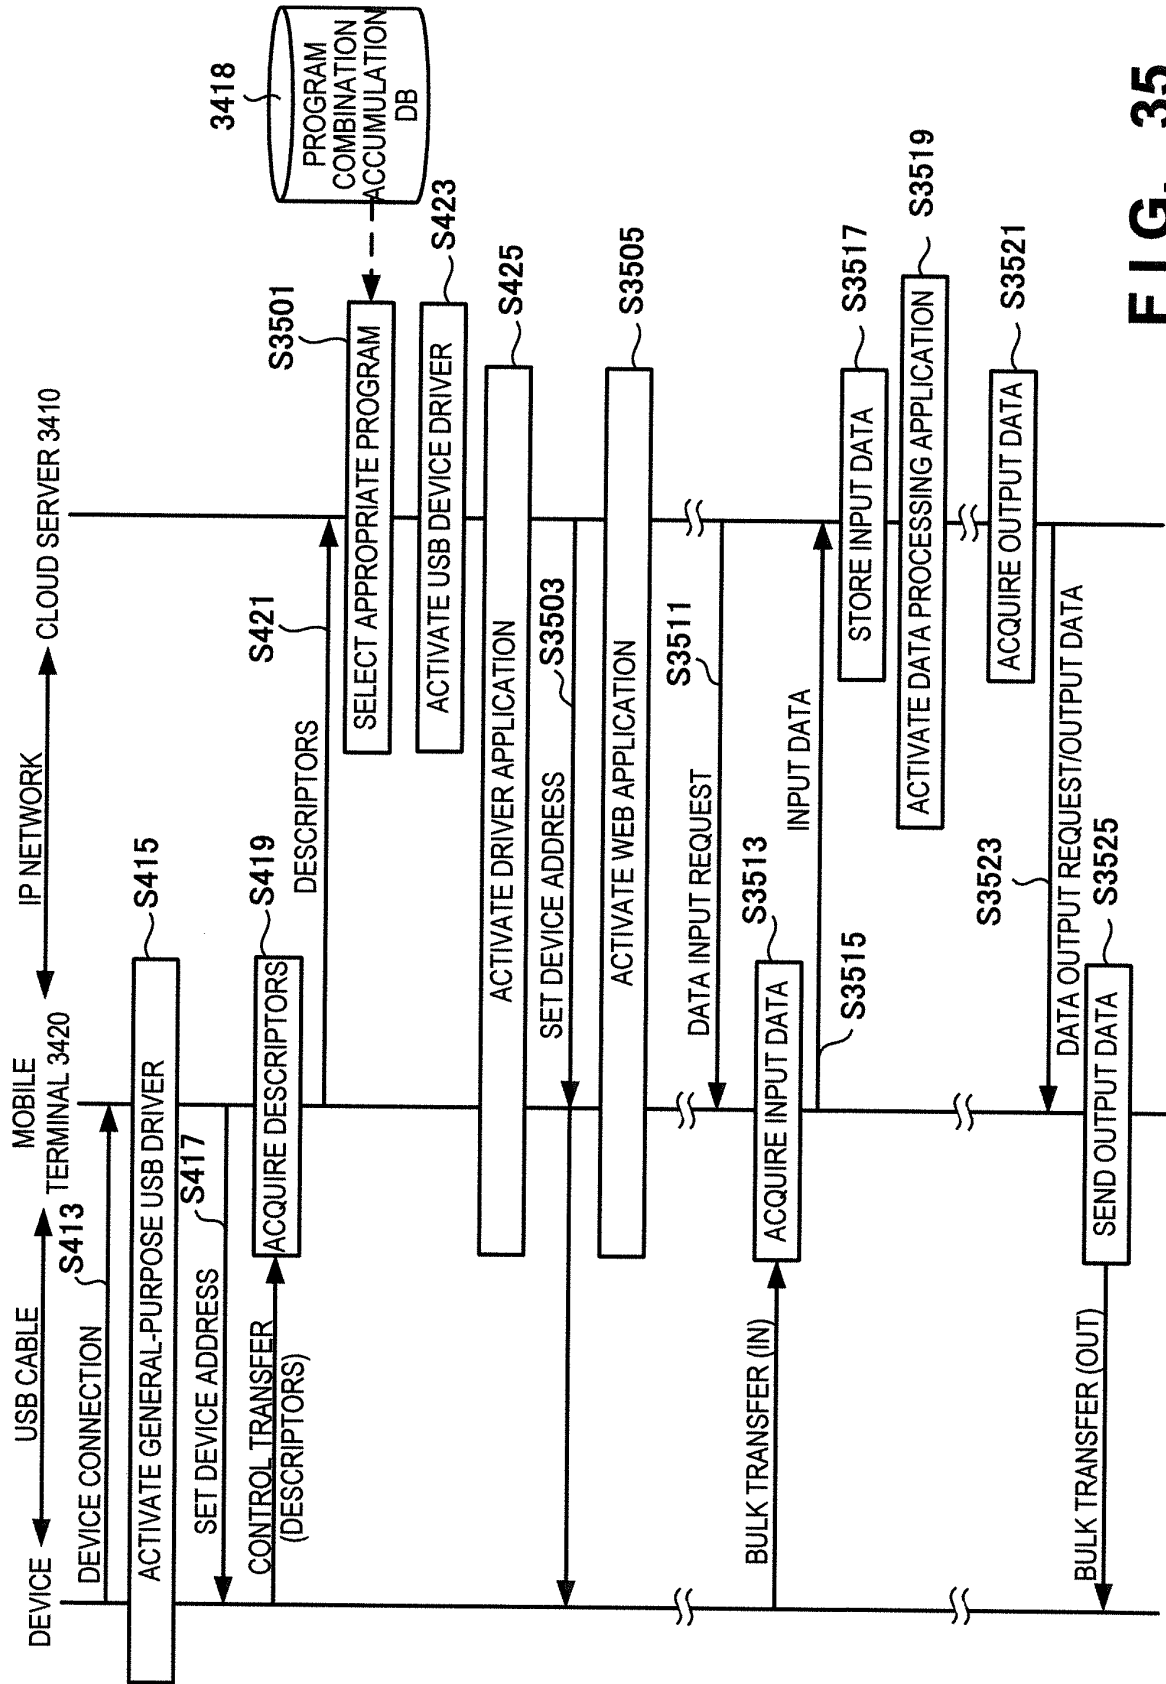 DEVICE
USB CABLE
MOBILE
TERMINAL 3420
IP NETWORK
CLOUD SERVER 3410
DEVICE CONNECTION
S413
ACTIVATE GENERAL-PURPOSE USB DRIVER
S415
SET DEVICE ADDRESS
S417
CONTROL TRANSFER
(DESCRIPTORS)
ACQUIRE DESCRIPTORS
S419
DESCRIPTORS
S421
3418
PROGRAM
COMBINATION
ACCUMULATION
DB
SELECT APPROPRIATE PROGRAM
S3501
ACTIVATE USB DEVICE DRIVER
S423
ACTIVATE DRIVER APPLICATION
S425
SET DEVICE ADDRESS
S3503
ACTIVATE WEB APPLICATION
S3505
DATA INPUT REQUEST
S3511
BULK TRANSFER (IN)
ACQUIRE INPUT DATA
S3513
S3515
INPUT DATA
STORE INPUT DATA
S3517
ACTIVATE DATA PROCESSING APPLICATION
S3519
ACQUIRE OUTPUT DATA
S3521
S3523
DATA OUTPUT REQUEST/OUTPUT DATA
BULK TRANSFER (OUT)
SEND OUTPUT DATA
S3525
FIG. 35